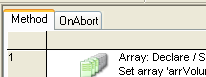 Method OnAbort
1
Array: Declare / S
Set array 'arrVolu